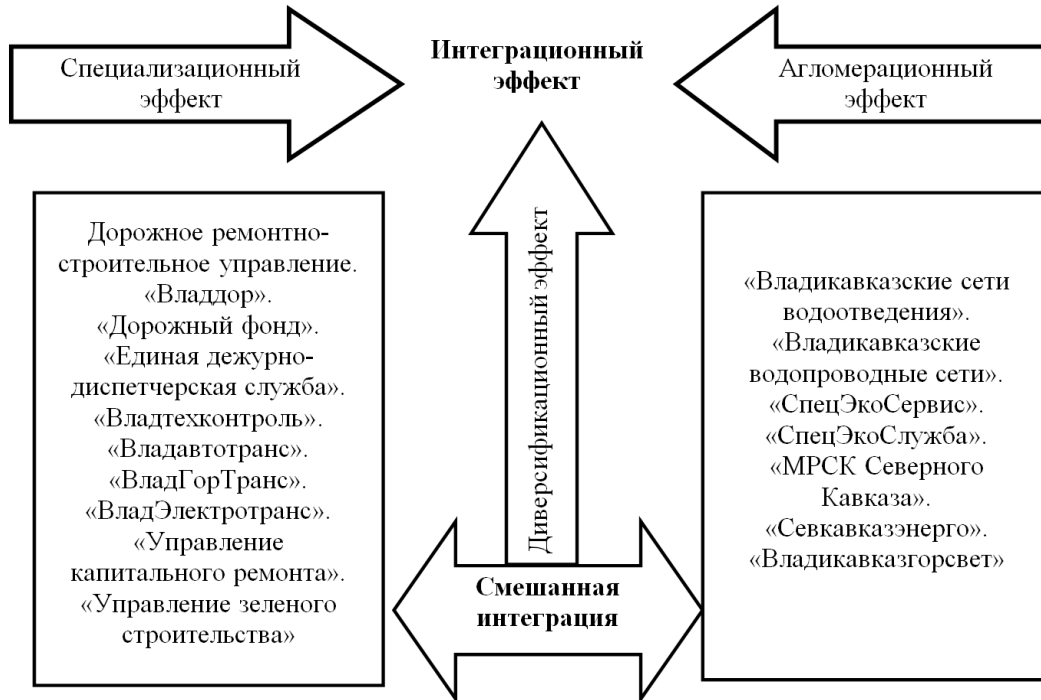 Специализационный
эффект
Интеграционный
эффект
Агломерационный
эффект
Дорожное ремонтно-
строительное управление.
«Владдор».
«Дорожный фонд».
«Единая дежурно-
диспетчерская служба».
«Владтехконтроль».
«Владавтотранс».
«ВладГорТранс».
«ВладЭлектротранс».
«Управление
капитального ремонта».
«Управление зеленого
строительства»
Диверсификационный эффект
Смешанная
интеграция
«Владикавказские сети
водоотведения».
«Владикавказские
водопроводные сети».
«СпецЭкоСервис».
«СпецЭкоСлужба».
«МРСК Северного
Кавказа».
«Севкавказэнерго».
«Владикавказгорсвет»